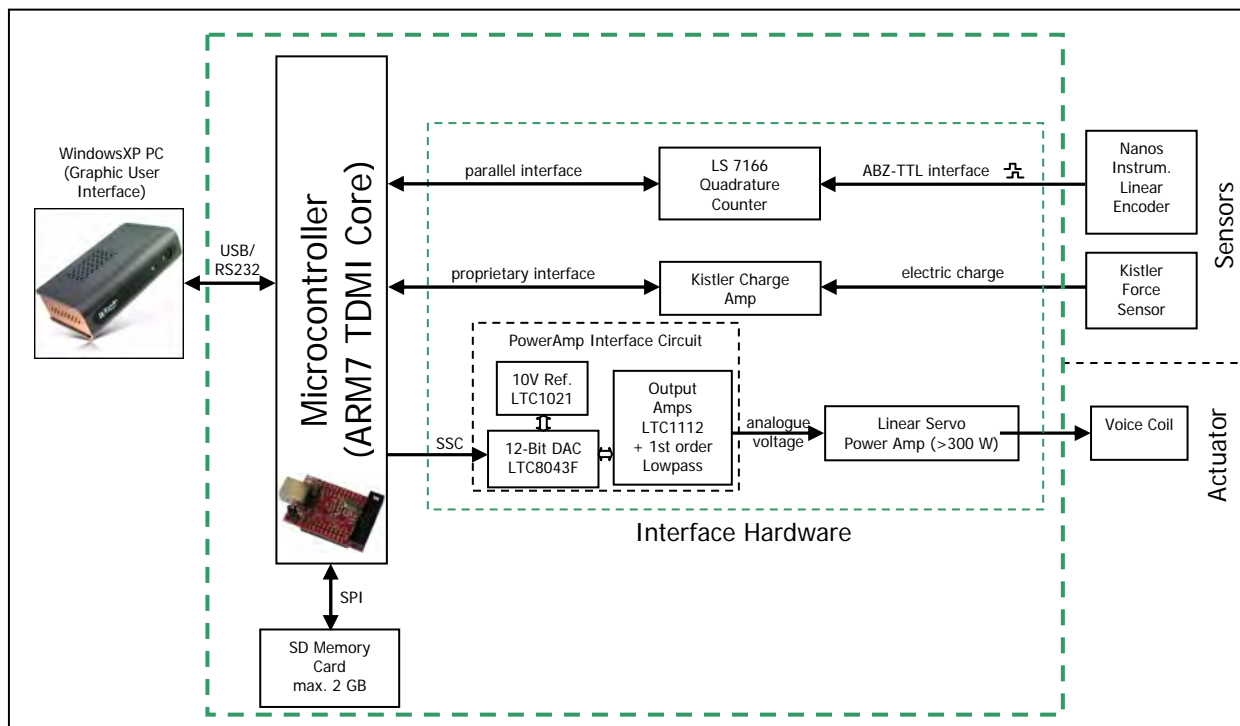 WindowsXP PC
(Graphic User
Interface)
USB/
RS232
Microcontroller
(ARM7 TDMI Core)
SPI
SD Memory
Card
max. 2 GB
parallel interface
LS 7166
Quadrature
Counter
ABZ-TTL interface
Nanos
Instrum.
Linear
Encoder
proprietary interface
Kistler Charge
Amp
electric charge
Kistler
Force
Sensor
Sensors
PowerAmp Interface Circuit
10V Ref.
LTC1021
SSC
12-Bit DAC
LTC8043F
Output
Amps
LTC1112
+ 1st order
Lowpass
analogue
voltage
Linear Servo
Power Amp (>300 W)
Voice Coil
Actuator
Interface Hardware